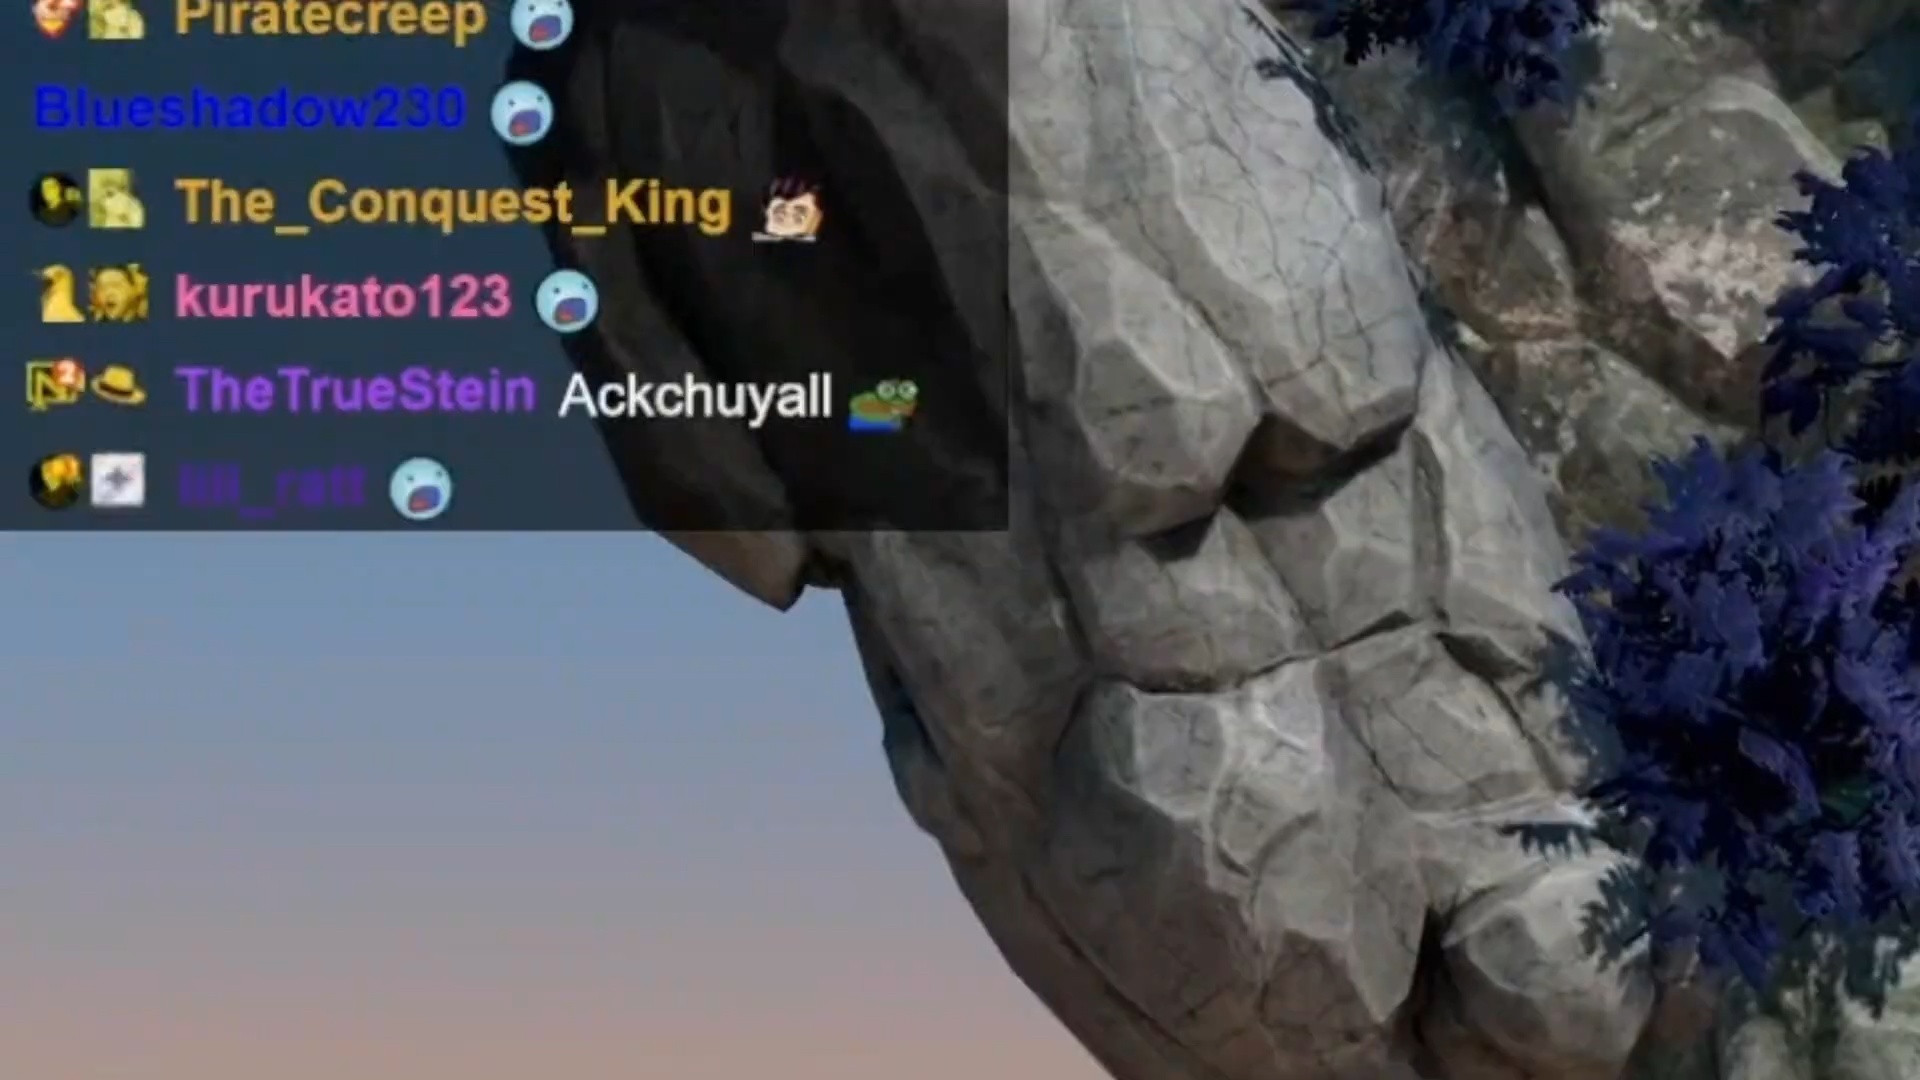 Piratecreep
Blueshadow230
The_Conquest_King
kurukato123
TheTrueStein Ackchuyall